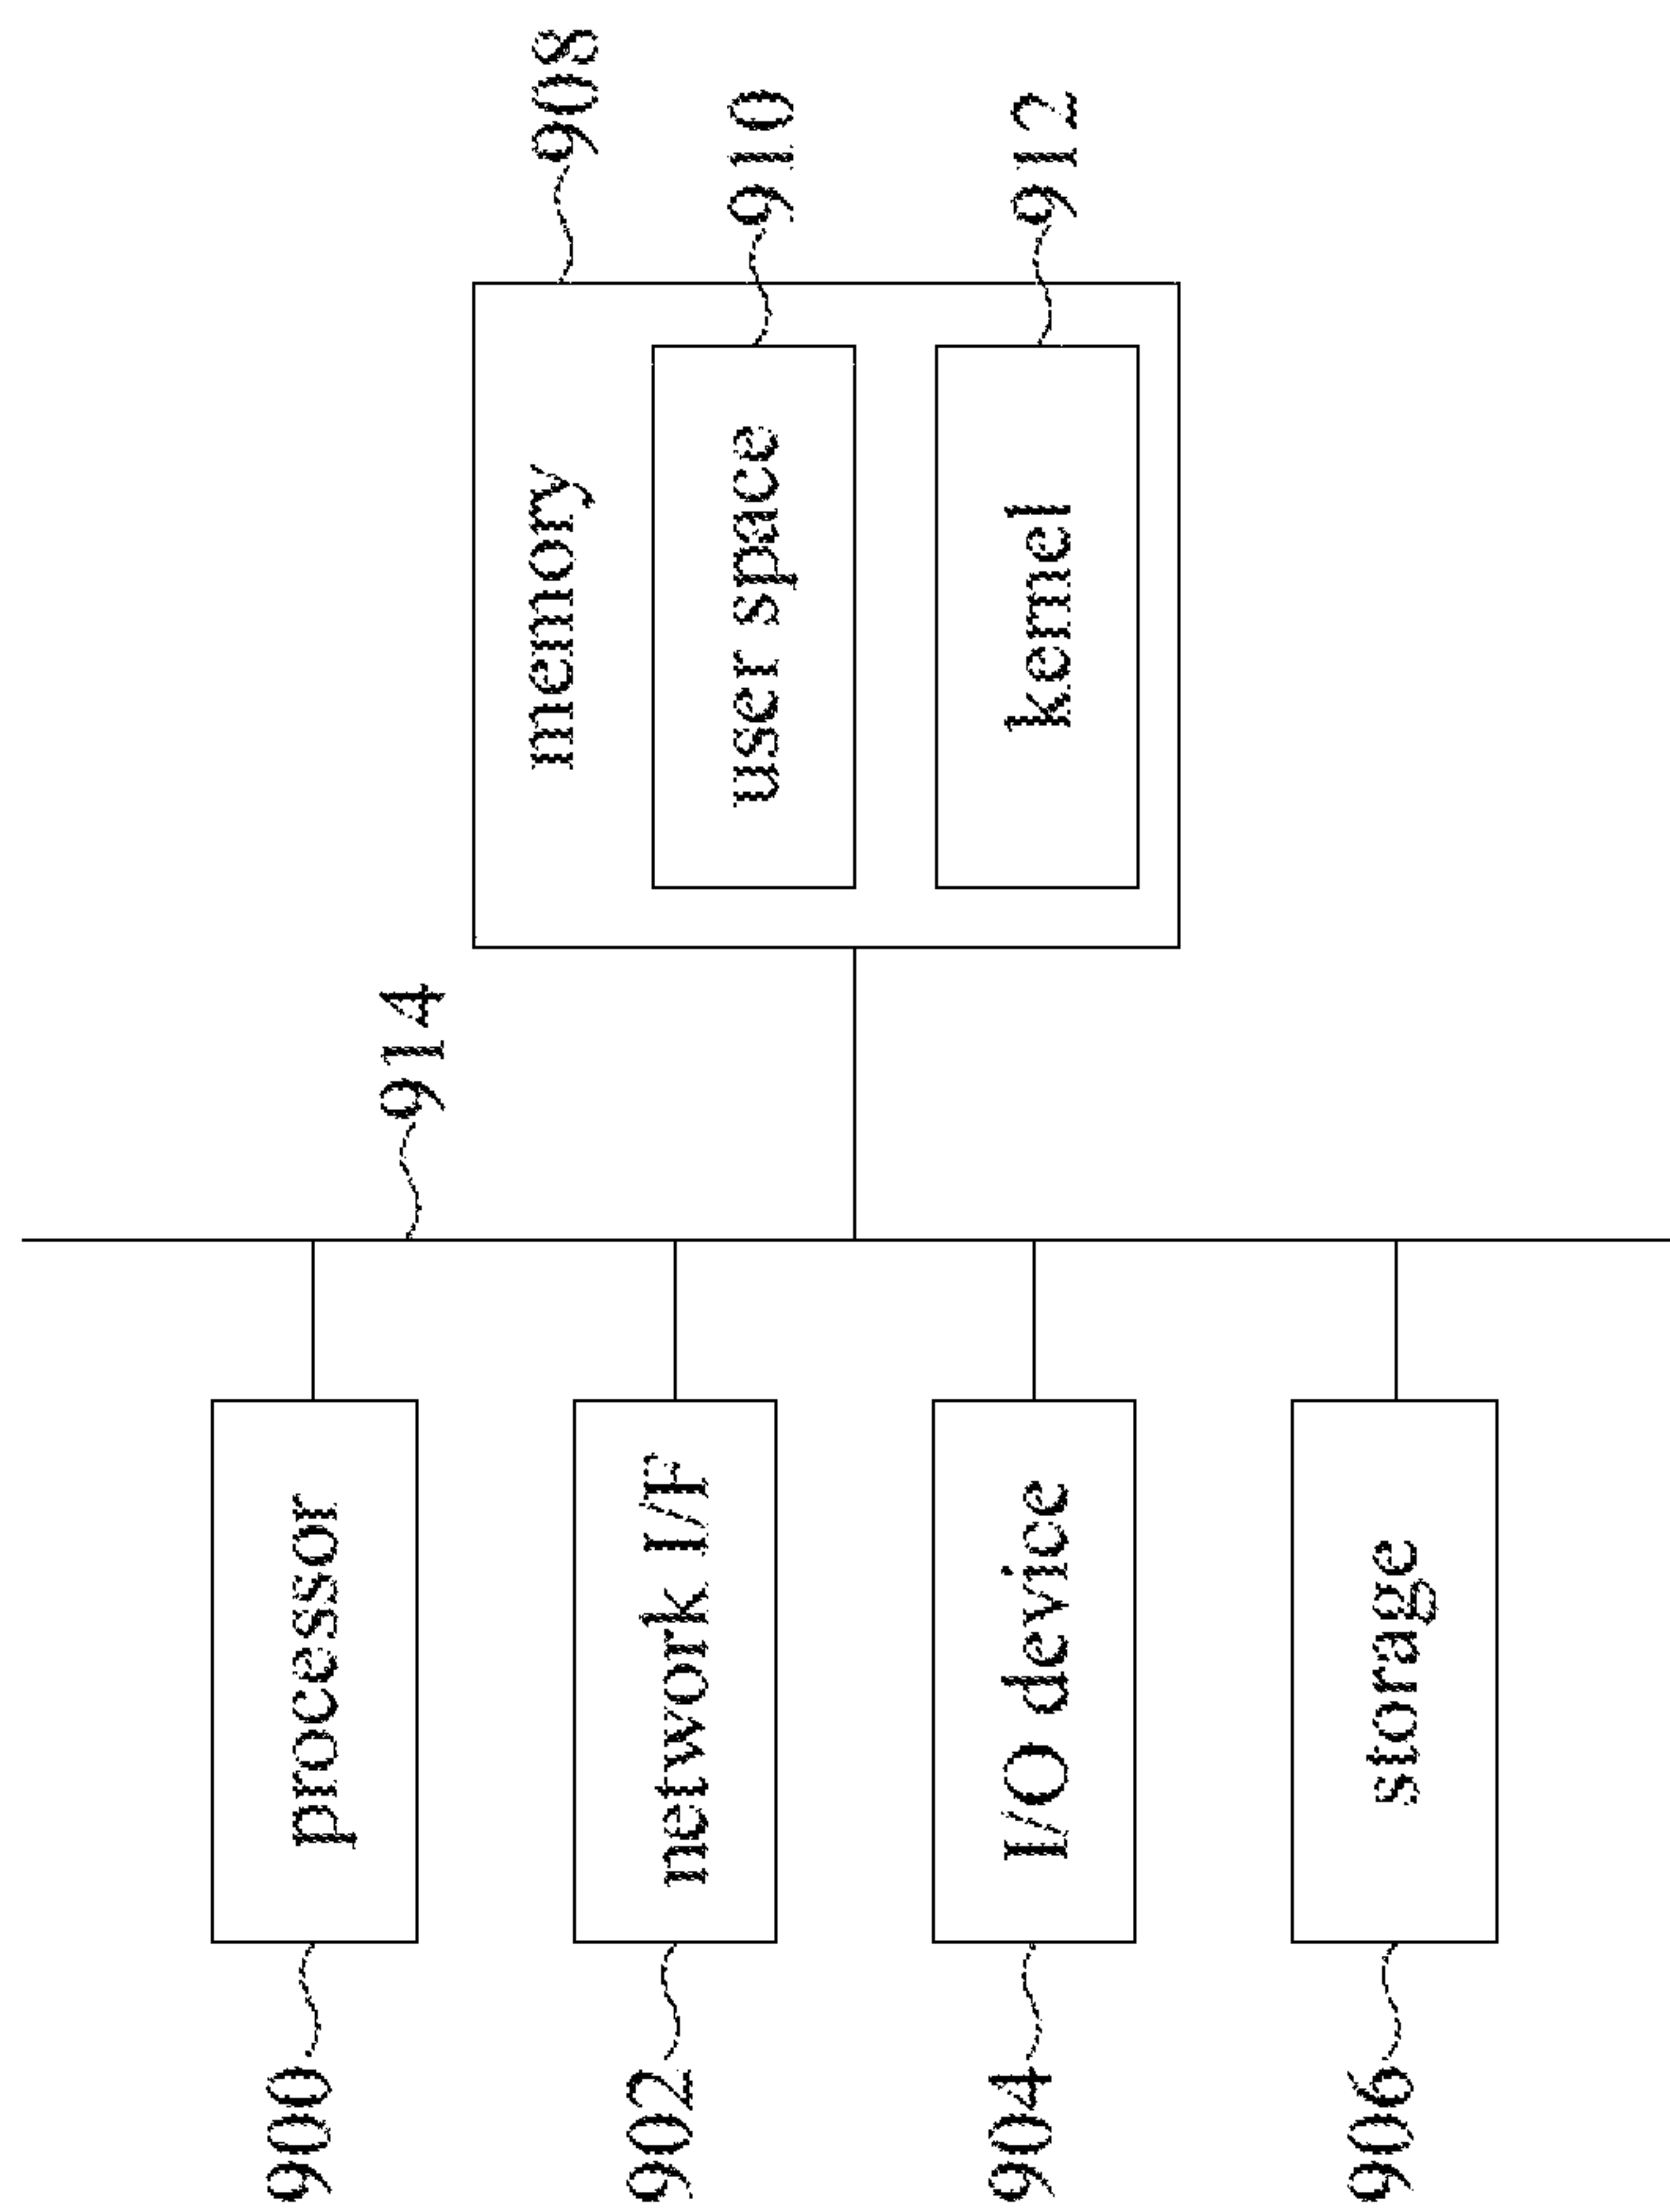 900
processor
902
network I/F
904
I/O device
906
storage
914
memory
908
user space
910
kernel
912